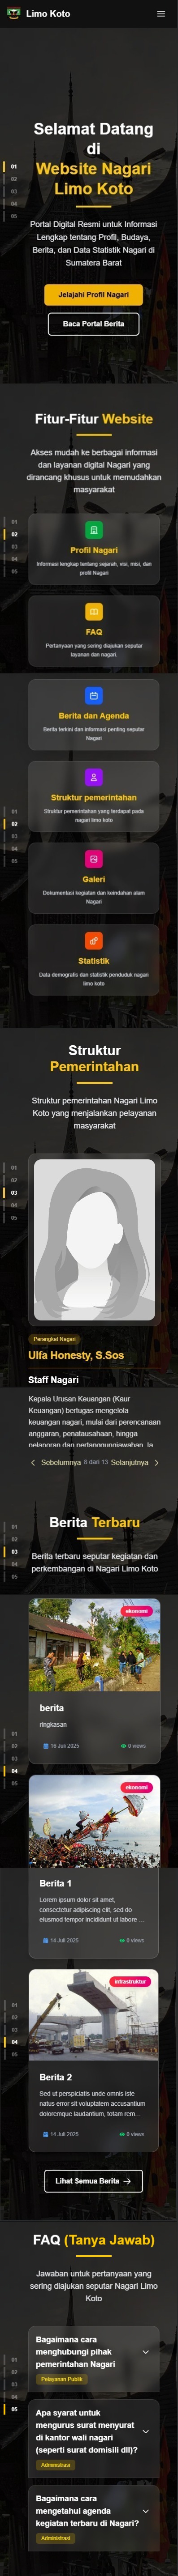 Limo Koto
Selamat Datang
di
Website Nagari
Limo Koto
01
02
03
04
05
Portal Digital Resmi untuk Informasi
Lengkap tentang Profil, Budaya,
Berita, dan Data Statistik Nagari di
Sumatera Barat
Jelajahi Profil Nagari
Baca Portal Berita
Fitur-Fitur Website
Akses mudah ke berbagai informasi
dan layanan digital Nagari yang
dirancang khusus untuk memudahkan
masyarakat
01
02
03
04
05
Profil Nagari
Informasi lengkap tentang sejarah, visi, misi, dan
profil Nagari
FAQ
Pertanyaan yang sering diajukan seputar
layanan dan nagari.
Berita dan Agenda
Berita terkini dan informasi penting seputar
Nagari
Struktur pemerintahan
Struktur pemerintahan yang terdapat pada
nagari limo koto
01
02
03
04
05
Galeri
Dokumentasi kegiatan dan keindahan alam
Nagari
Statistik
Data demografis dan statistik penduduk nagari
limo koto
Struktur
Pemerintahan
Struktur pemerintahan Nagari Limo
Koto yang menjalankan pelayanan
masyarakat
01
02
03
04
05
Perangkat Nagari
Ulfa Honesty, S.Sos
Staff Nagari
Kepala Urusan Keuangan (Kaur
Keuangan) bertugas mengelola
keuangan nagari, mulai dari perencanaan
anggaran, penatausahaan, hingga
pelaporan dan pertanggungjawaban. Ia
Sebelumnya 8 dari 13 Selanjutnya
Berita Terbaru
01
02
03
04
05
Berita terbaru seputar kegiatan dan
perkembangan di Nagari Limo Koto
ekonomi
berita
ringkasan
16 Juli 2025 0 views
01
02
03
04
05
ekonomi
Berita 1
Lorem ipsum dolor sit amet,
consectetur adipiscing elit, sed do
eiusmod tempor incididunt ut labore ...
14 Juli 2025 0 views
infrastruktur
01
02
03
04
05
Berita 2
Sed ut perspiciatis unde omnis iste
natus error sit voluptatem accusantium
doloremque laudantium, totam rem...
14 Juli 2025 0 views
Lihat Semua Berita
FAQ (Tanya Jawab)
Jawaban untuk pertanyaan yang
sering diajukan seputar Nagari Limo
Koto
01
02
03
04
05
Bagaimana cara
menghubungi pihak
pemerintahan Nagari
Pelayanan Publik
Apa syarat untuk
mengurus surat menyurat
di kantor wali nagari
(seperti surat domisili dll)?
Administrasi
Bagaimana cara
mengetahui agenda
kegiatan terbaru di Nagari?
Administrasi